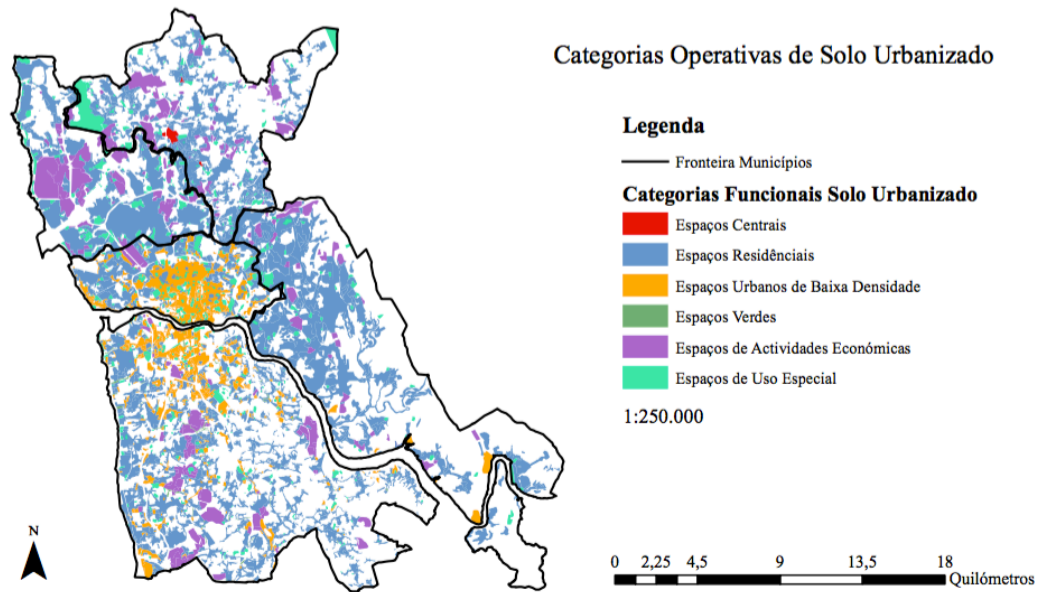 Categorias Operativas de Solo Urbanizado
Legenda
Fronteira Municípios
Categorias Funcionais Solo Urbanizado
Espaços Centrais
Espaços Residênciais
Espaços Urbanos de Baixa Densidade
Espaços Verdes
Espaços de Actividades Económicas
Espaços de Uso Especial
1:250.000
N
0 2,25 4,5 9 13,5 18
Quilómetros